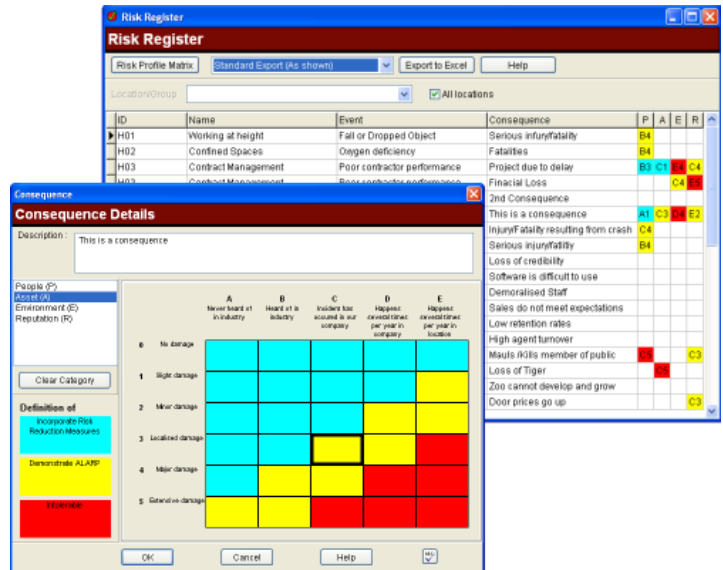 Risk Register
Risk Register
Risk Profile Matrix Standard Export (As shown) Export to Excel Help
Location/Group All locations
ID Name Event Consequence P A E R
H01 Working at height Fall or Dropped Object Serious infury/fatality B4
H02 Confined Spaces Oxygen deficiency Fatalities B4
H03 Contract Management Poor contractor performance Project due to delay B3 C1 E4 C4
H03 Contract Management Poor contractor performance Finacial Loss C4 E5
2nd Consequence
This is a consequence A1 C3 D4 E2
Injury/Fatality resulting from crash C4
Serious injury/fatility B4
Loss of credibility
Software is difficult to use
Demoralised Staff
Sales do not meet expectations
Low retention rates
High agent turnover
Mauls /Kills member of public C5 C3
Loss of Tiger C5
Zoo cannot develop and grow
Door prices go up C3
Consequence
Consequence Details
Description : This is a consequence
People (P)
Asset (A)
Environment (E)
Reputation (R)
Clear Category
Definition of
Incorporate Risk
Reduction Measures
Demonstrate ALARP
Intolerable
A B C D E
Never heard of Heard of in Incident has Happens Happens
in industry industry occured in our several times several times
company per year in per year in
company location
0 No damage
1 Slight damage
2 Minor damage
3 Localised damage
4 Major damage
5 Extensive damage
OK Cancel Help